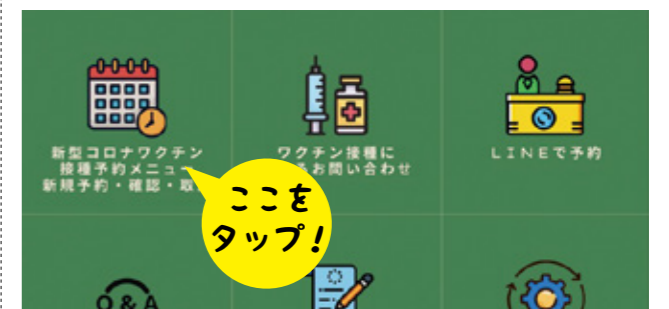 新型コロナワクチン
接種予約メニュー
新規予約・確認・取
ワクチン接種に
るお問い合わせ
LINEで予約
ここを
タップ!
Q & A